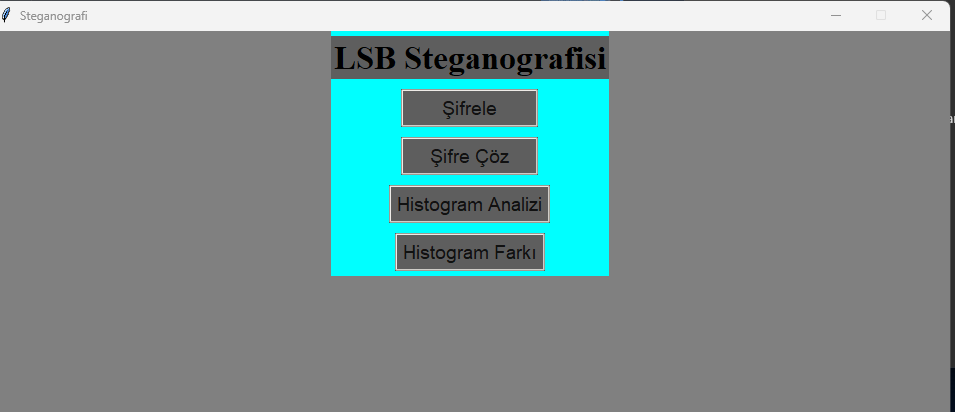 Steganografi
LSB Steganografisi
Şifrele
Şifre Çöz
Histogram Analizi
Histogram Farkı